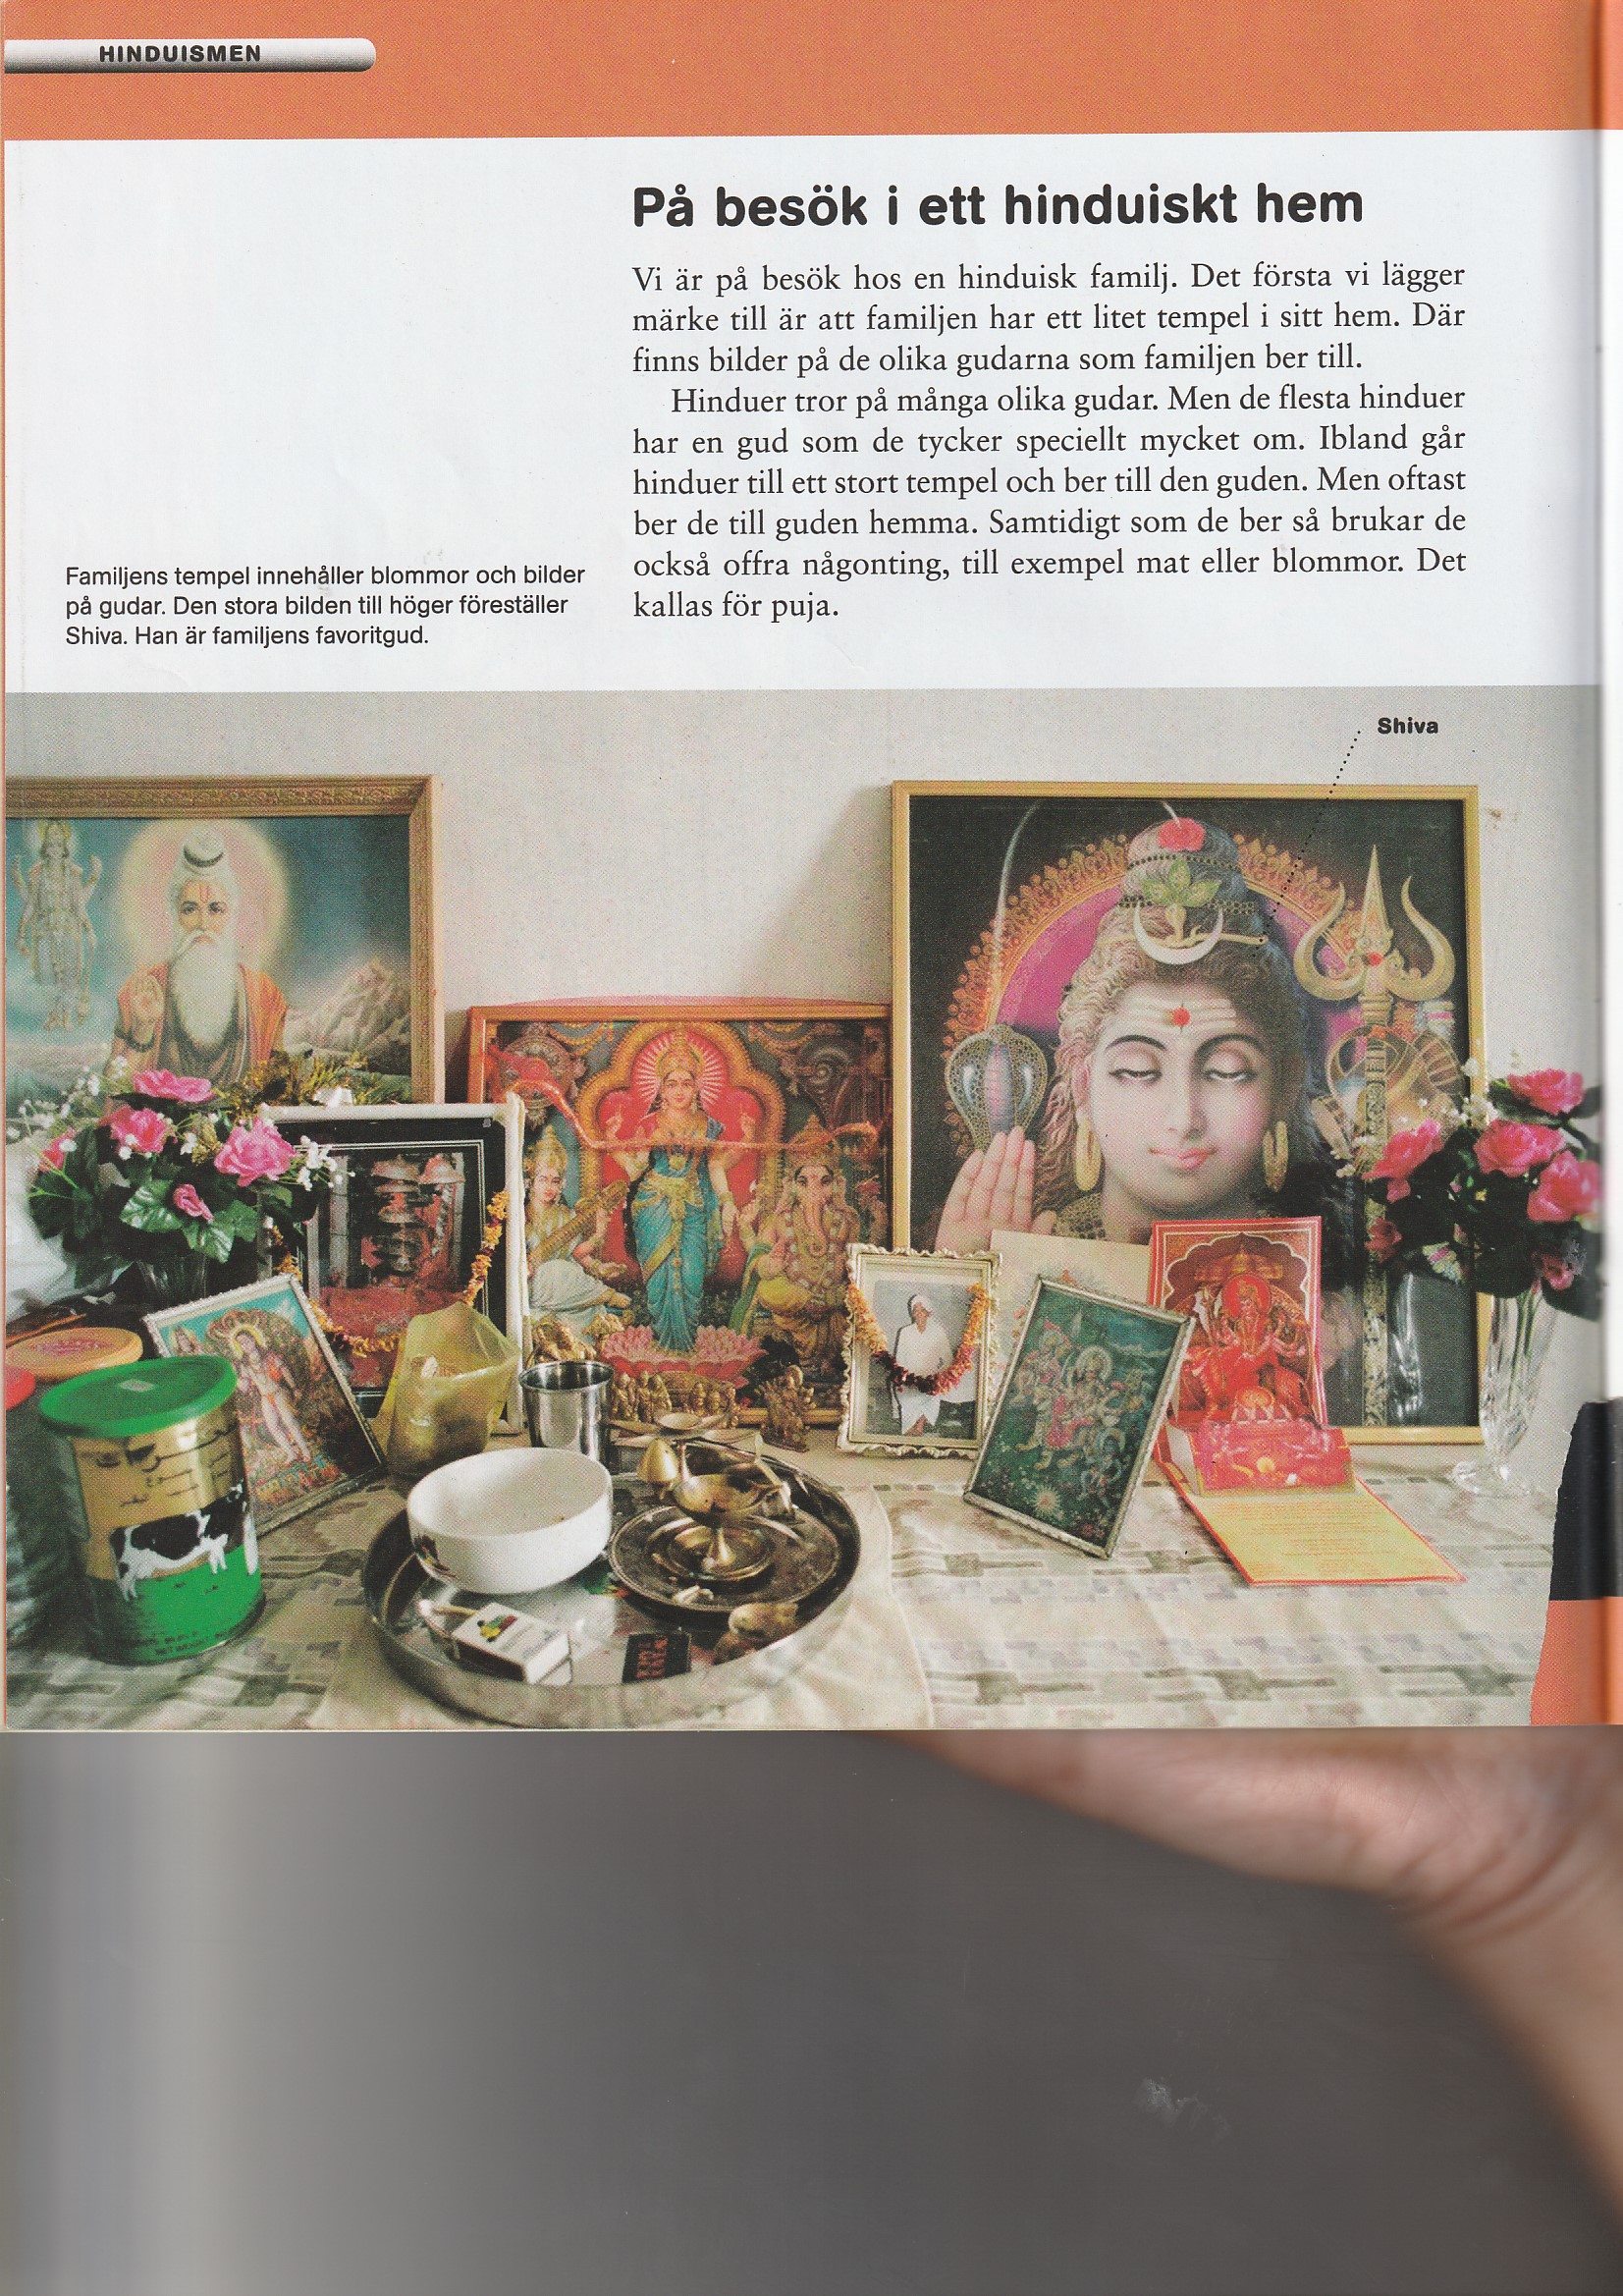 HINDUISMEN
På besök i ett hinduiskt hem
Vi är på besök hos en hinduisk familj. Det första vi lägger
märke till är att familjen har ett litet tempel i sitt hem. Där
finns bilder på de olika gudarna som familjen ber till.
Hinduer tror på många olika gudar. Men de flesta hinduer
har en gud som de tycker speciellt mycket om. Ibland går
hinduer till ett stort tempel och ber till den guden. Men oftast
ber de till guden hemma. Samtidigt som de ber så brukar de
också offra någonting, till exempel mat eller blommor. Det
kallas för puja.
Familjens tempel innehåller blommor och bilder
på gudar. Den stora bilden till höger föreställer
Shiva. Han är familjens favoritgud.
Shiva